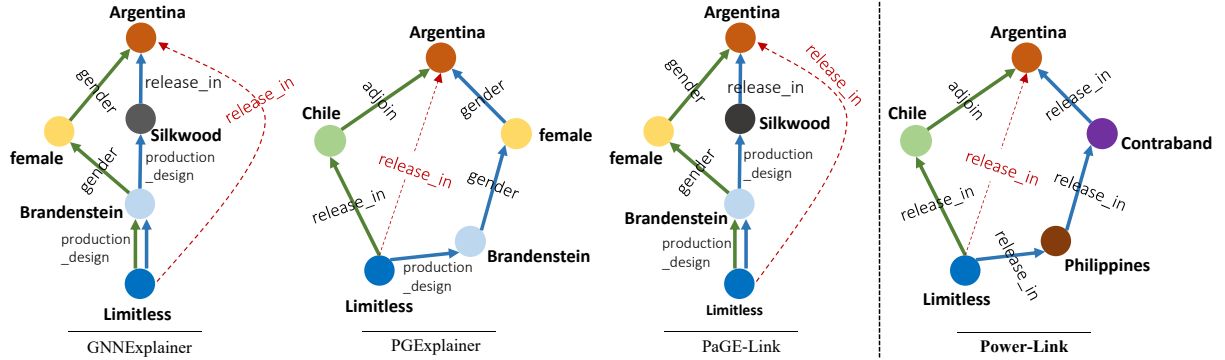 Argentina
gender
release_in
release_in
Silkwood
female
gender
production
_design
Brandenstein
production
_design
Limitless
GNNExplainer
Argentina
adjoin
gender
Chile
female
release_in
gender
release_in
Brandenstein
production
_design
Limitless
PGExplainer
Argentina
gender
release_in
release_in
Silkwood
female
gender
production
_design
Brandenstein
production
_design
Limitless
PaGE-Link
Argentina
adjoin
release_in
Chile
Contraband
release_in
release_in
release_in
Philippines
release_in
Limitless
Power-Link